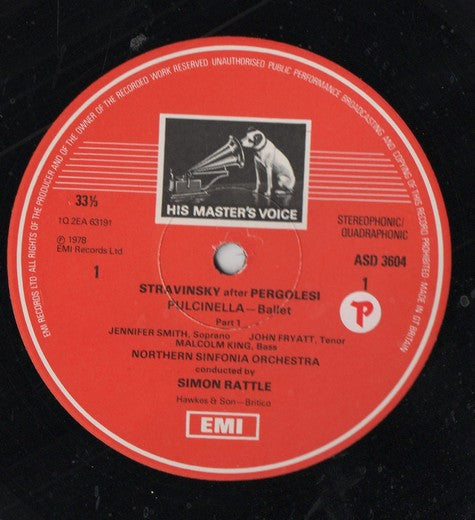 EMI RECORDS LTD ALL RIGHTS OF THE PRODUCER AND OF THE OWNER OF THE RECORDED WORK RESERVED UNAUTHORISED PUBLIC PERFORMANCE BROADCASTING AND COPYING OF THIS RECORD PROHIBITED MADE IN GT BRITAIN
HIS MASTER'S VOICE
33⅓
1Q 2EA 63191
STEREOPHONIC/
QUADRAPHONIC
℗ 1978
EMI Records Ltd
ASD 3604
1
1
T P
STRAVINSKY after PERGOLESI
PULCINELLA—Ballet
Part 1
JENNIFER SMITH, Soprano JOHN FRYATT, Tenor
MALCOLM KING, Bass
NORTHERN SINFONIA ORCHESTRA
conducted by
SIMON RATTLE
Hawkes & Son—Britico
EMI